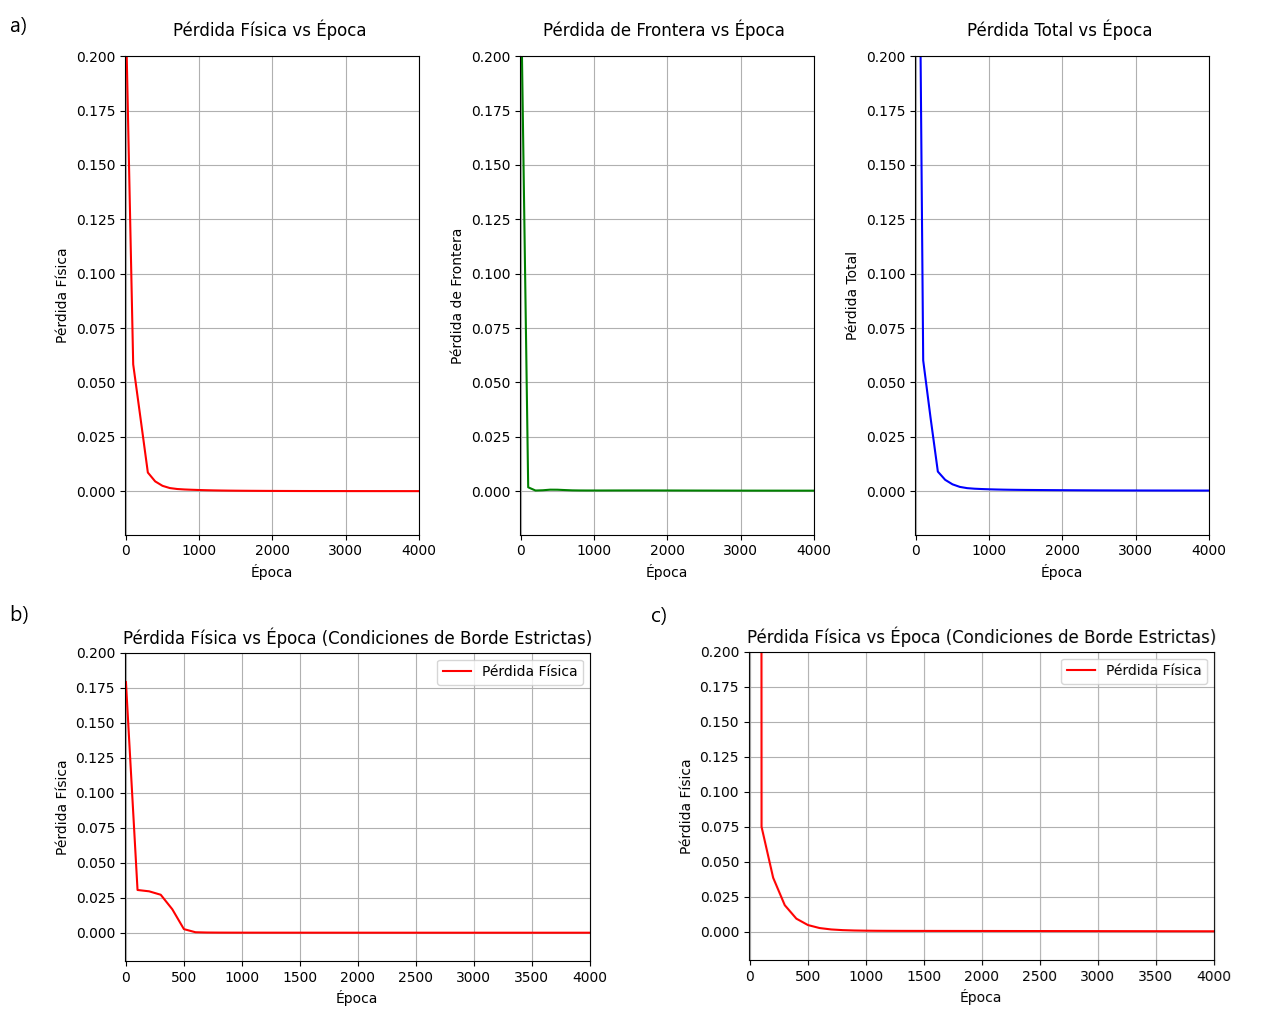 a)
Pérdida Física vs Época
Pérdida de Frontera vs Época
Pérdida Total vs Época
0.200
0.175
0.150
0.125
0.100
0.075
0.050
0.025
0.000
Pérdida Física
0 1000 2000 3000 4000
Época
0.200
0.175
0.150
0.125
0.100
0.075
0.050
0.025
0.000
Pérdida de Frontera
0 1000 2000 3000 4000
Época
0.200
0.175
0.150
0.125
0.100
0.075
0.050
0.025
0.000
Pérdida Total
0 1000 2000 3000 4000
Época
b)
Pérdida Física vs Época (Condiciones de Borde Estrictas)
Pérdida Física
0.200
0.175
0.150
0.125
0.100
0.075
0.050
0.025
0.000
Pérdida Física
0 500 1000 1500 2000 2500 3000 3500 4000
Época
c)
Pérdida Física vs Época (Condiciones de Borde Estrictas)
Pérdida Física
0.200
0.175
0.150
0.125
0.100
0.075
0.050
0.025
0.000
Pérdida Física
0 500 1000 1500 2000 2500 3000 3500 4000
Época